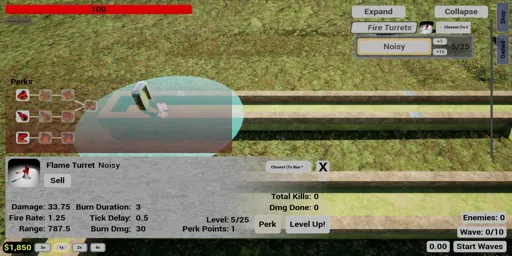 100
Expand
Collapse
Fire Turrets
Noisy
+1
+10
5/25
Shop
Perks
Flame Turret Noisy
Sell
X
Damage: 33.75 Burn Duration: 3
Fire Rate: 1.25 Tick Delay: 0.5
Range: 787.5 Burn Dmg: 30
Total Kills: 0
Dmg Done: 0
Level: 5/25
Perk Points: 1
Perk
Level Up!
Enemies: 0
Wave: 0/10
$1,850
0.00
Start Waves